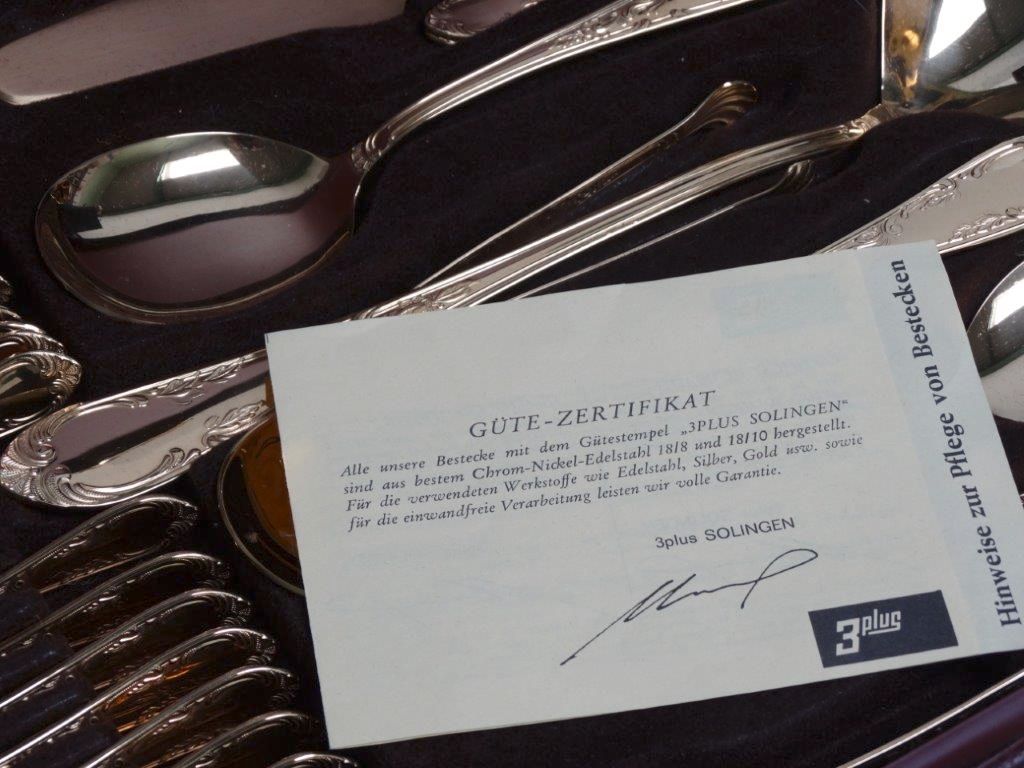 GÜTE-ZERTIFIKAT
Alle unsere Bestecke mit dem Gütestempel „3PLUS SOLINGEN“
sind aus bestem Chrom-Nickel-Edelstahl 18/8 und 18/10 hergestellt.
Für die verwendeten Werkstoffe wie Edelstahl, Silber, Gold usw. sowie
für die einwandfreie Verarbeitung leisten wir volle Garantie.
3plus SOLINGEN
3plus
Hinweise zur Pflege von Bestecken